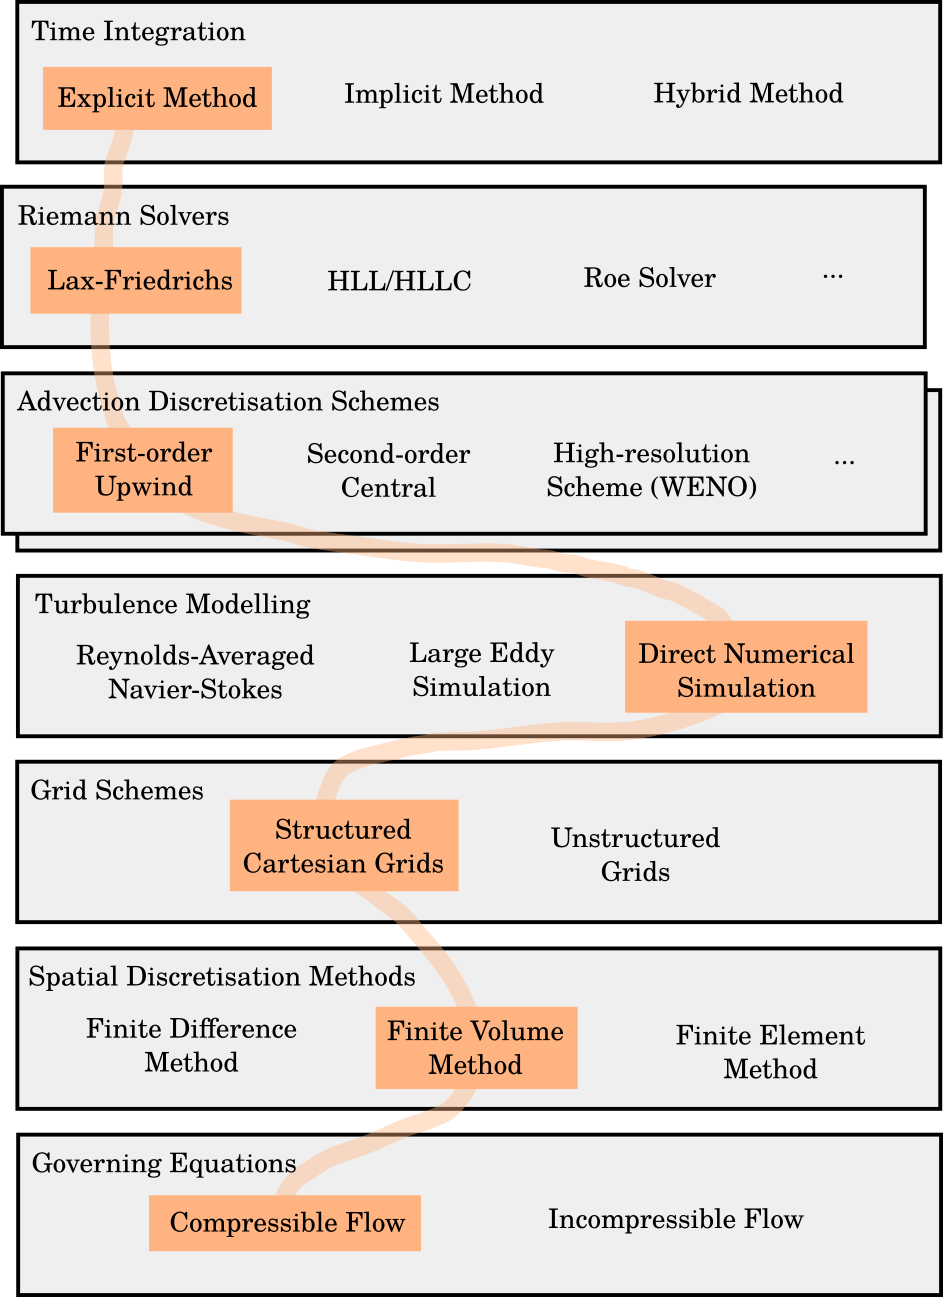 Time Integration
Explicit Method
Implicit Method
Hybrid Method
Riemann Solvers
Lax-Friedrichs
HLL/HLLC
Roe Solver
...
Advection Discretisation Schemes
First-order
Upwind
Second-order
Central
High-resolution
Scheme (WENO)
...
Turbulence Modelling
Reynolds-Averaged
Navier-Stokes
Large Eddy
Simulation
Direct Numerical
Simulation
Grid Schemes
Structured
Cartesian Grids
Unstructured
Grids
Spatial Discretisation Methods
Finite Difference
Method
Finite Volume
Method
Finite Element
Method
Governing Equations
Compressible Flow
Incompressible Flow